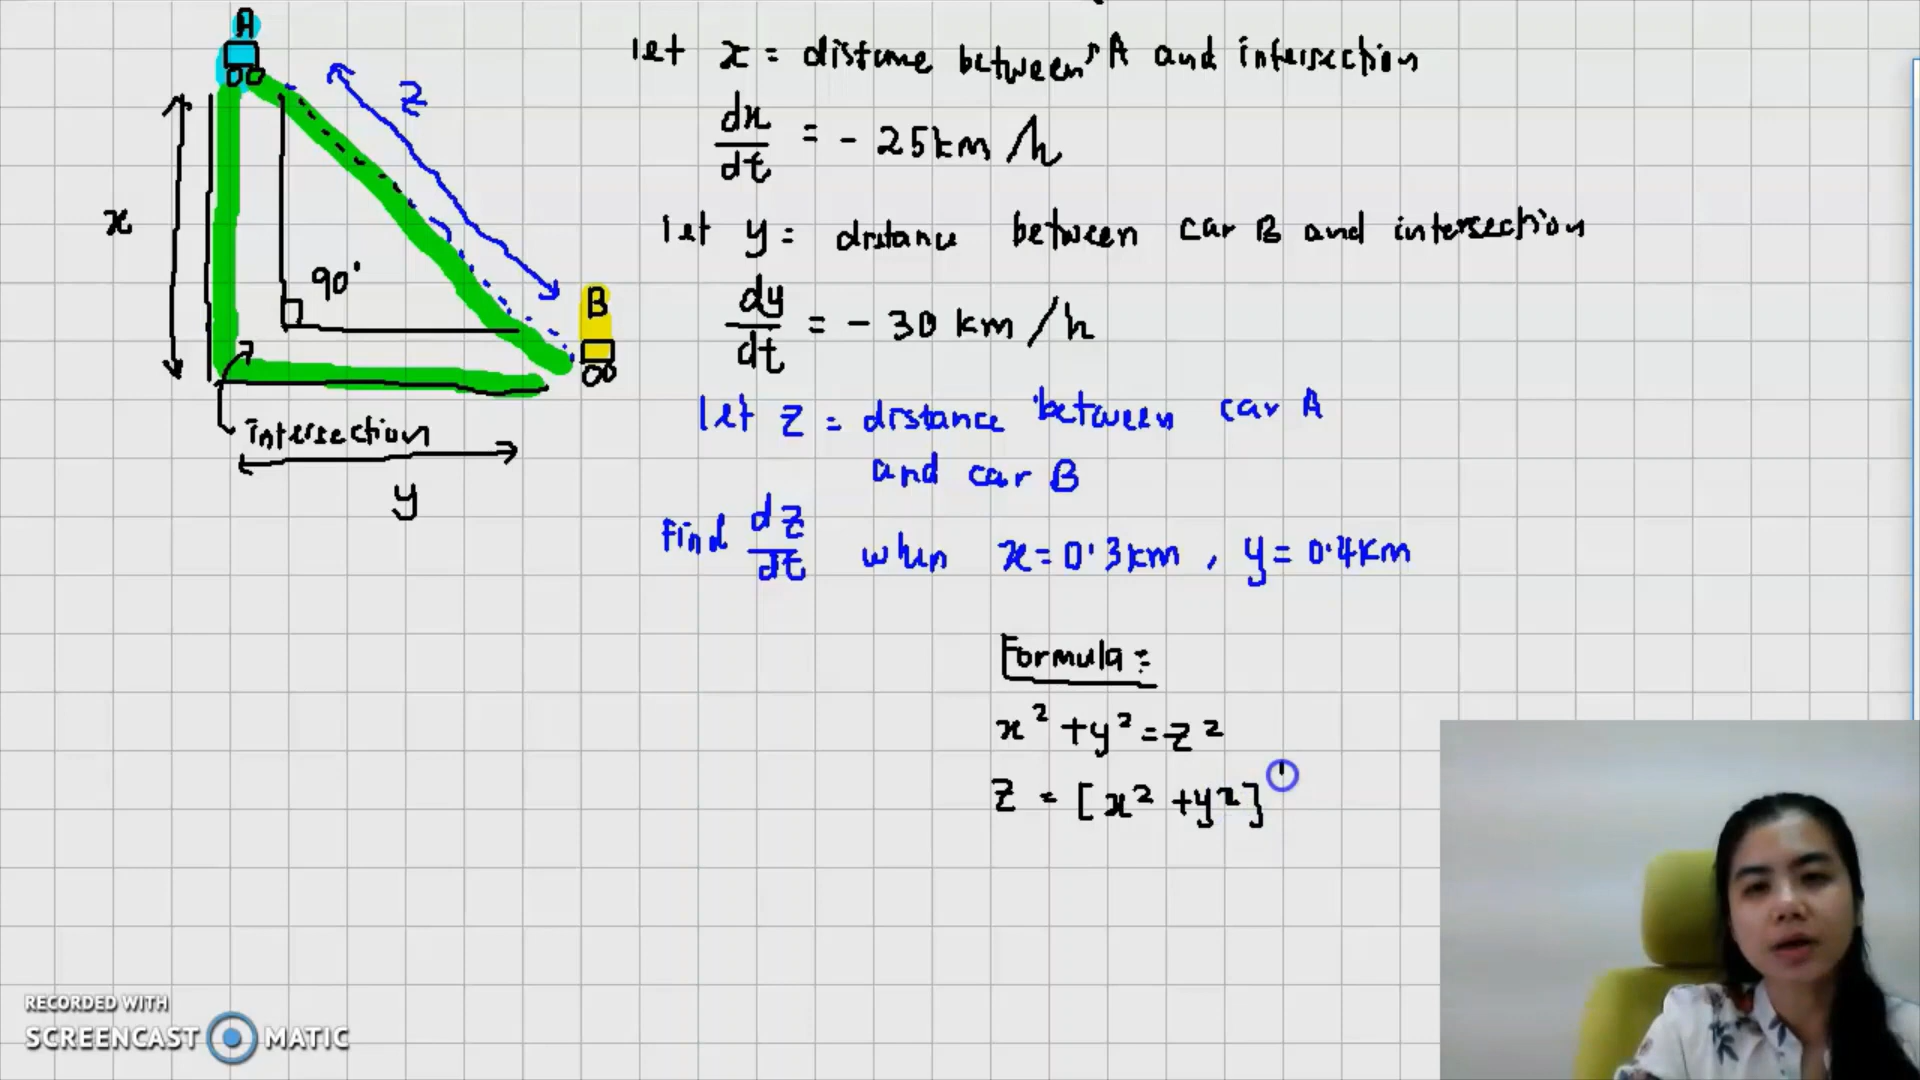 A
let x = distance between A and intersection
z
dx/dt = - 25km/h
x
let y = distance between car B and intersection
90°
B
dy/dt = - 30 km/h
let z = distance between car A
intersection
and car B
y
Find dz/dt when x = 0.3km, y = 0.4km
Formula:
x² + y² = z²
z = [x² + y²]
RECORDED WITH
SCREENCAST MATIC